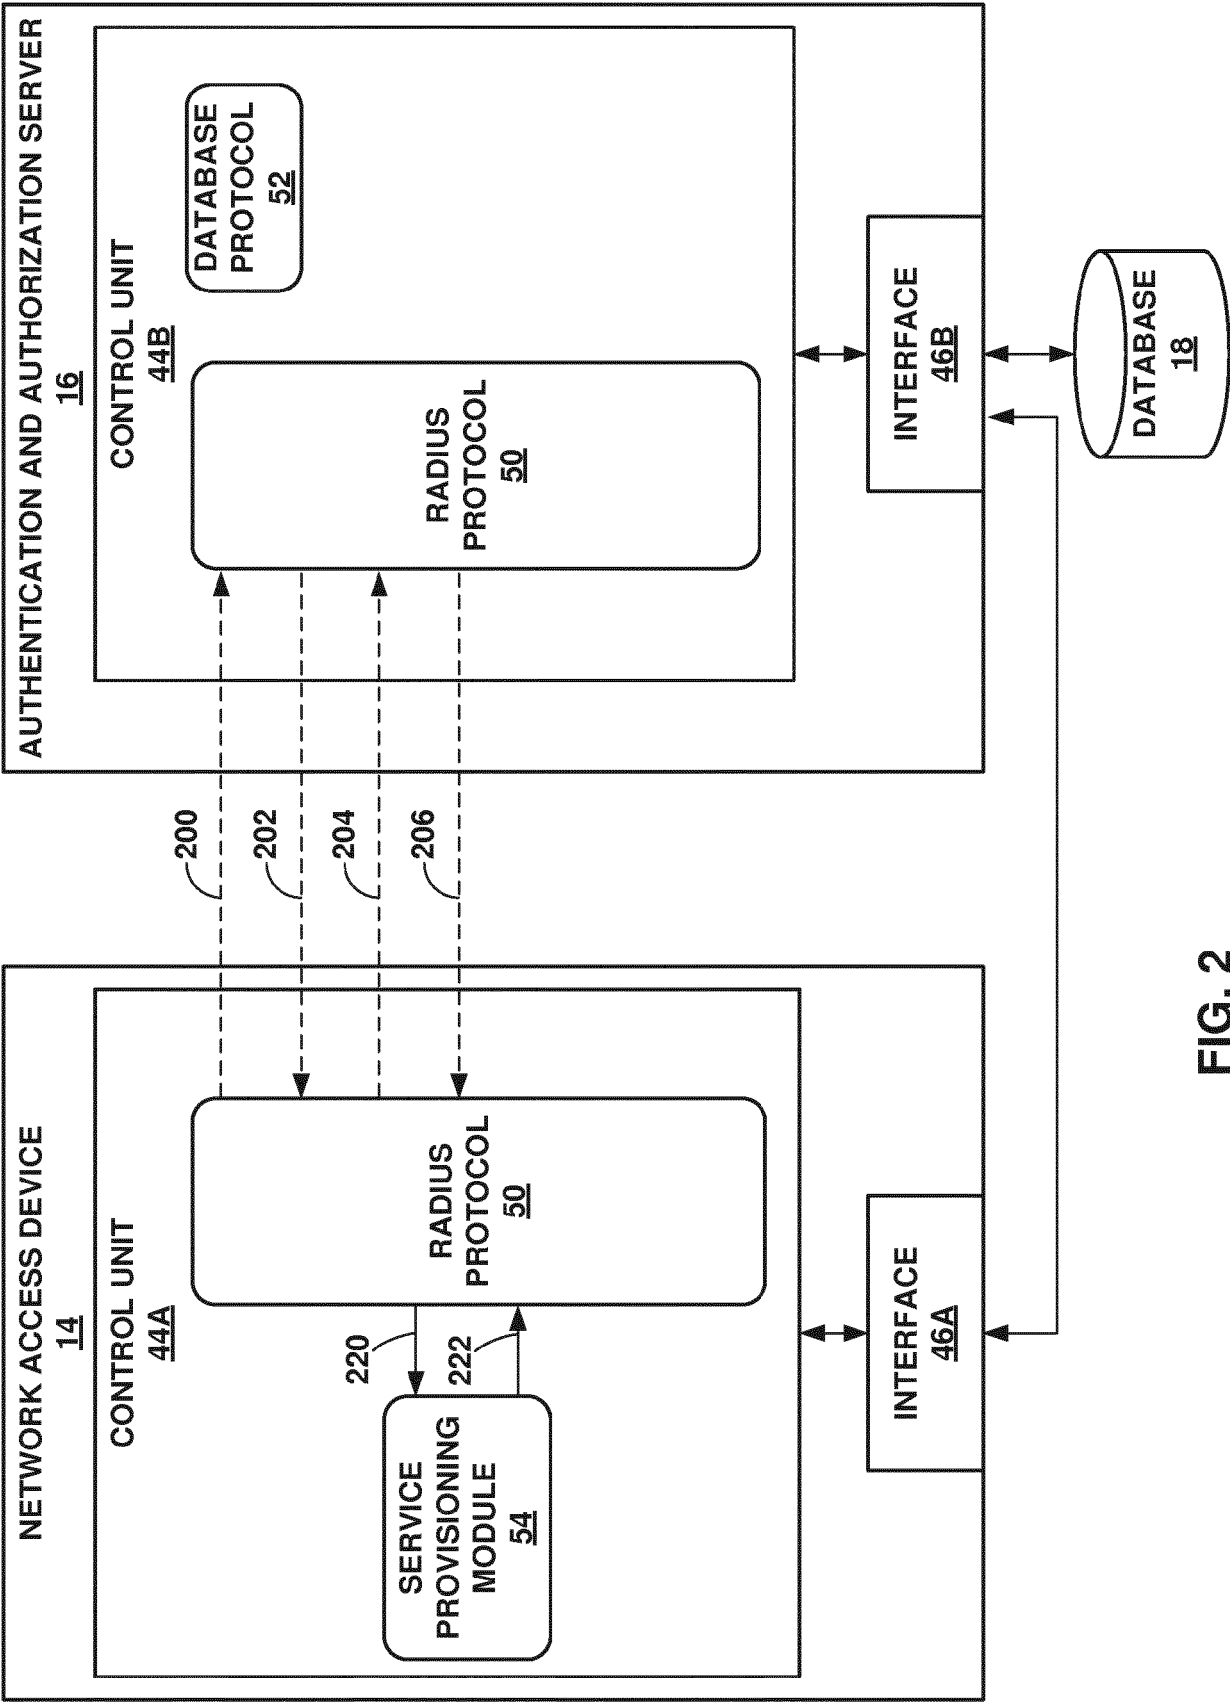 NETWORK ACCESS DEVICE
14
CONTROL UNIT
44A
SERVICE
PROVISIONING
MODULE
54
220
222
RADIUS
PROTOCOL
50
INTERFACE
46A
200
202
204
206
AUTHENTICATION AND AUTHORIZATION SERVER
16
CONTROL UNIT
44B
RADIUS
PROTOCOL
50
DATABASE
PROTOCOL
52
INTERFACE
46B
DATABASE
18
FIG. 2